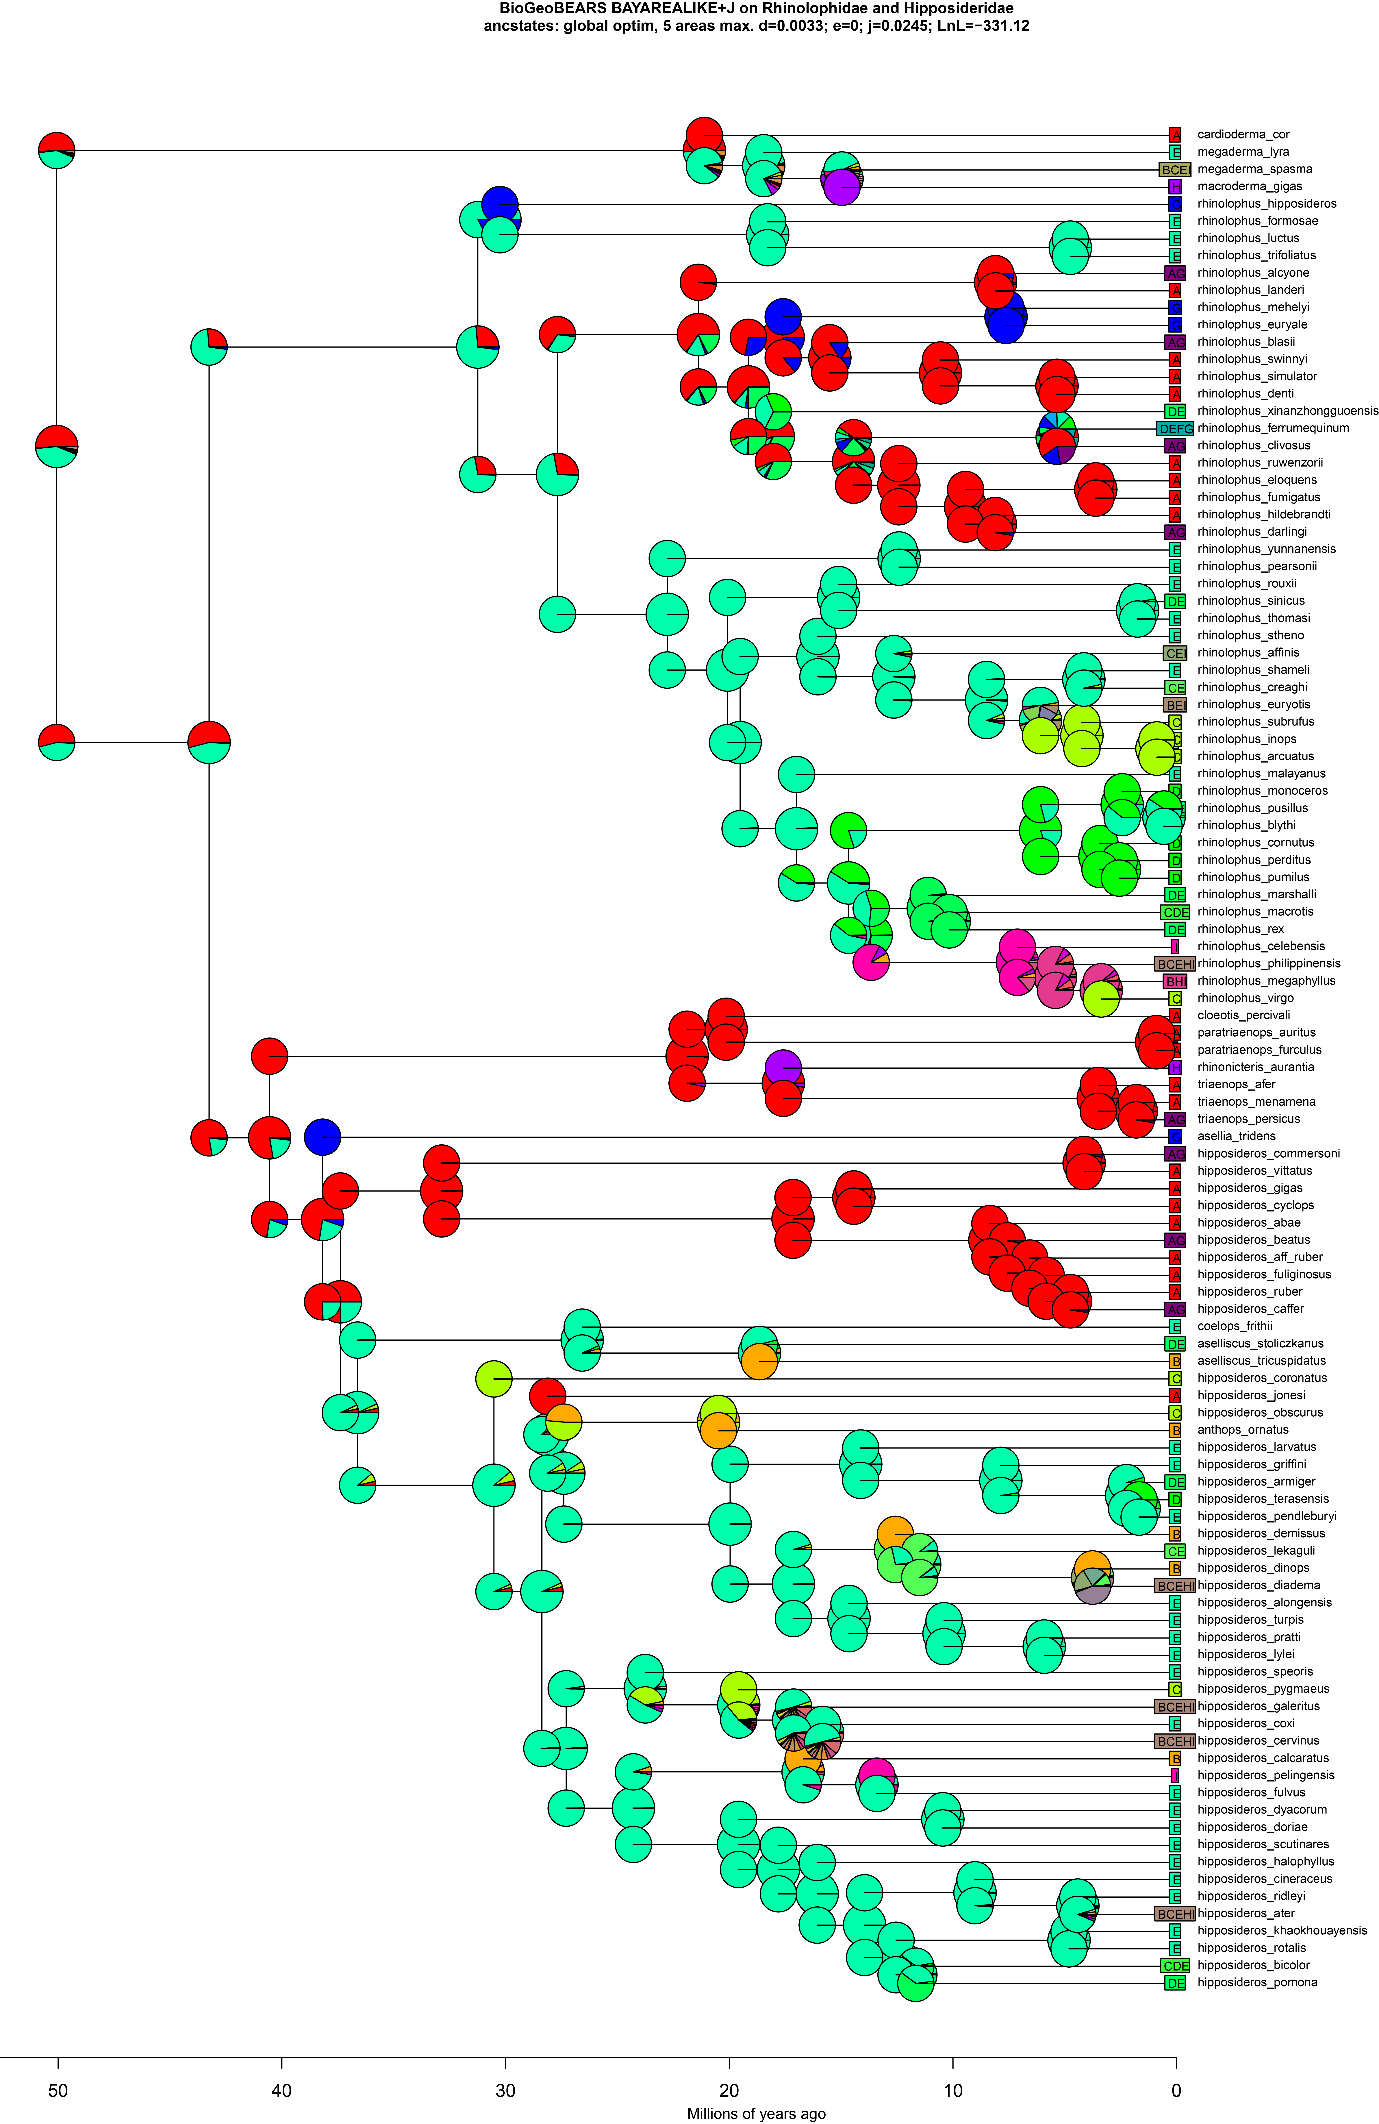 BioGeoBEARS BAYAREALIKE+J on Rhinolophidae and Hipposideridae
ancstates: global optim, 5 areas max. d=0.0033; e=0; j=0.0245; LnL=−331.12
A cardioderma_cor
E megaderma_lyra
BCEI megaderma_spasma
H macroderma_gigas
G rhinolophus_hipposideros
E rhinolophus_formosae
E rhinolophus_luctus
E rhinolophus_trifoliatus
AG rhinolophus_alcyone
A rhinolophus_landeri
G rhinolophus_mehelyi
G rhinolophus_euryale
AG rhinolophus_blasii
A rhinolophus_swinnyi
A rhinolophus_simulator
A rhinolophus_denti
DE rhinolophus_xinanzhongguoensis
DEFG rhinolophus_ferrumequinum
AG rhinolophus_clivosus
A rhinolophus_ruwenzorii
A rhinolophus_eloquens
A rhinolophus_fumigatus
A rhinolophus_hildebrandti
AG rhinolophus_darlingi
E rhinolophus_yunnanensis
E rhinolophus_pearsonii
E rhinolophus_rouxii
DE rhinolophus_sinicus
E rhinolophus_thomasi
E rhinolophus_stheno
CEI rhinolophus_affinis
E rhinolophus_shameli
CE rhinolophus_creaghi
BEI rhinolophus_euryotis
C rhinolophus_subrufus
C rhinolophus_inops
C rhinolophus_arcuatus
E rhinolophus_malayanus
D rhinolophus_monoceros
rhinolophus_pusillus
rhinolophus_blythi
D rhinolophus_cornutus
D rhinolophus_perditus
D rhinolophus_pumilus
DE rhinolophus_marshalli
CDE rhinolophus_macrotis
DE rhinolophus_rex
I rhinolophus_celebensis
BCEHI rhinolophus_philippinensis
BHI rhinolophus_megaphyllus
C rhinolophus_virgo
A cloeotis_percivali
A paratriaenops_auritus
A paratriaenops_furculus
H rhinonicteris_aurantia
A triaenops_afer
A triaenops_menamena
AG triaenops_persicus
G asellia_tridens
AG hipposideros_commersoni
A hipposideros_vittatus
A hipposideros_gigas
A hipposideros_cyclops
A hipposideros_abae
AG hipposideros_beatus
A hipposideros_aff_ruber
A hipposideros_fuliginosus
A hipposideros_ruber
AG hipposideros_caffer
E coelops_frithii
DE aselliscus_stoliczkanus
B aselliscus_tricuspidatus
C hipposideros_coronatus
A hipposideros_jonesi
C hipposideros_obscurus
B anthops_ornatus
E hipposideros_larvatus
E hipposideros_griffini
DE hipposideros_armiger
D hipposideros_terasensis
E hipposideros_pendleburyi
B hipposideros_demissus
CE hipposideros_lekaguli
B hipposideros_dinops
BCEHI hipposideros_diadema
E hipposideros_alongensis
E hipposideros_turpis
E hipposideros_pratti
E hipposideros_lylei
E hipposideros_speoris
C hipposideros_pygmaeus
BCEHI hipposideros_galeritus
E hipposideros_coxi
BCEHI hipposideros_cervinus
B hipposideros_calcaratus
I hipposideros_pelingensis
E hipposideros_fulvus
E hipposideros_dyacorum
E hipposideros_doriae
E hipposideros_scutinares
E hipposideros_halophyllus
E hipposideros_cineraceus
E hipposideros_ridleyi
BCEHI hipposideros_ater
E hipposideros_khaokhouayensis
E hipposideros_rotalis
CDE hipposideros_bicolor
DE hipposideros_pomona
50 40 30 20 10 0
Millions of years ago